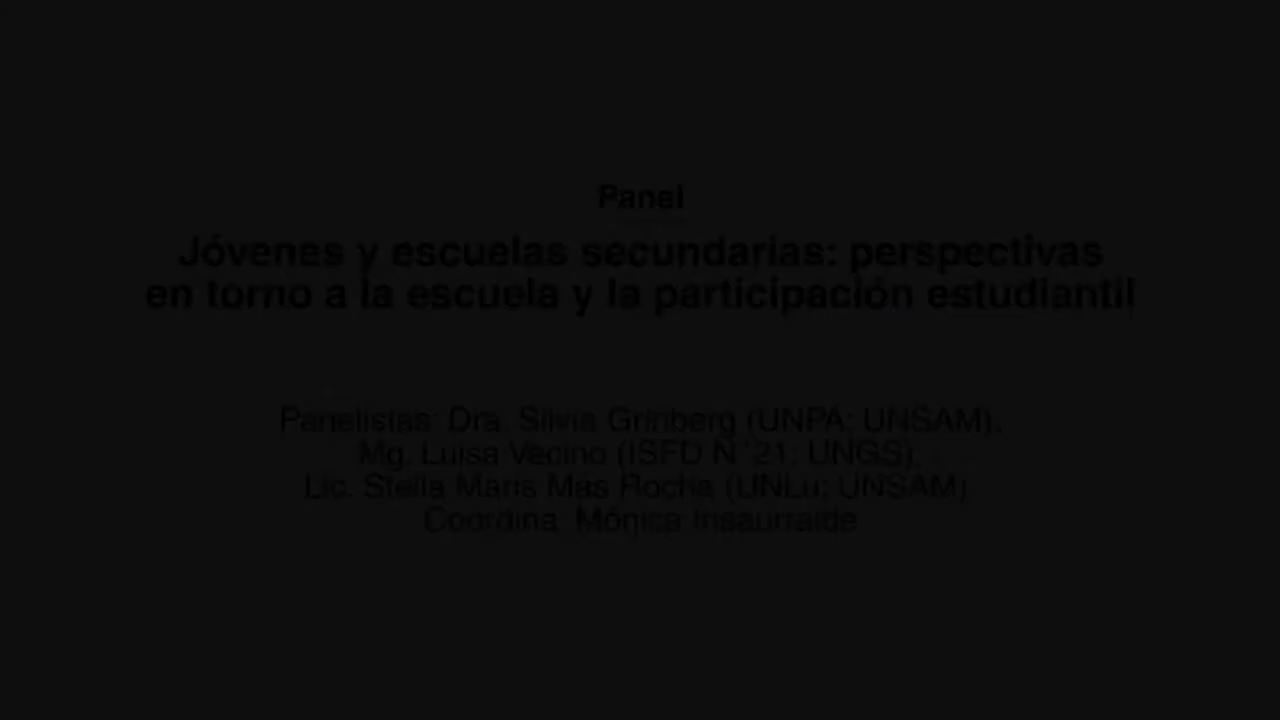 Panel
Jóvenes y escuelas secundarias: perspectivas
en torno a la escuela y la participación estudiantil
Panelistas: Dra. Silvia Grinberg (UNPA; UNSAM),
Mg. Luisa Vecino (ISFD N°21; UNGS),
Lic. Stella Maris Más Rocha (UNLu; UNSAM)
Coordina: Mónica Insaurralde